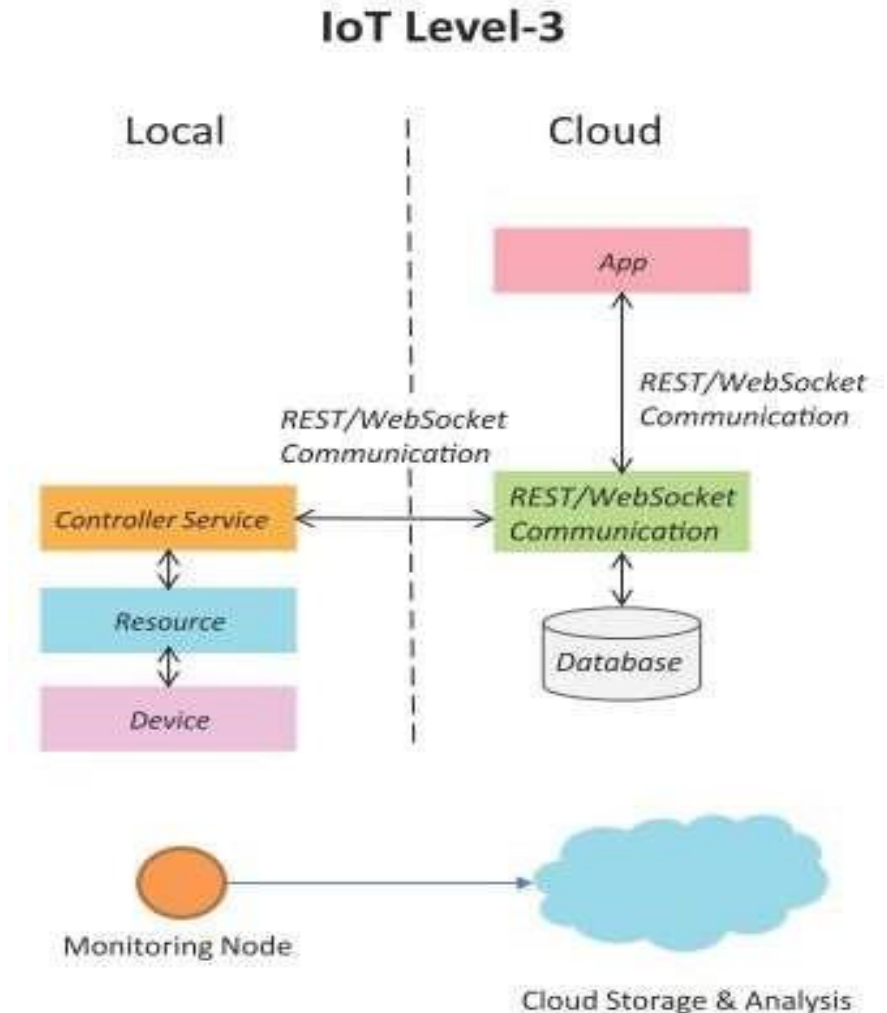 IoT Level-3
Local
Cloud
App
REST/WebSocket
Communication
REST/WebSocket
Communication
Controller Service
REST/WebSocket
Communication
Resource
Database
Device
Monitoring Node
Cloud Storage & Analysis